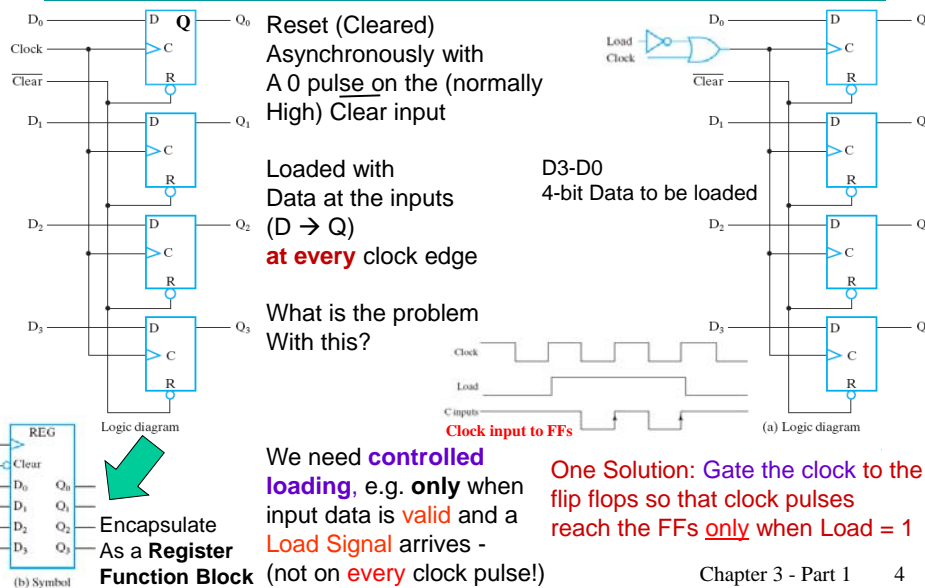 D0
D
Q
Q0
Clock
C
Clear
R
D1
D
Q1
C
R
D2
D
Q2
C
R
D3
D
Q3
C
R
Logic diagram
REG
Clear
D0 Q0
D1 Q1
D2 Q2
D3 Q3
(b) Symbol
Encapsulate
As a Register
Function Block
Reset (Cleared)
Asynchronously with
A 0 pulse on the (normally
High) Clear input
Loaded with
Data at the inputs
(D → Q)
at every clock edge
What is the problem
With this?
We need controlled
loading, e.g. only when
input data is valid and a
Load Signal arrives -
(not on every clock pulse!)
D3-D0
4-bit Data to be loaded
Clock
Load
C inputs
Clock input to FFs
Load
Clock
Clear
D0
D
Q
C
R
D1
D
Q
C
R
D2
D
Q
C
R
D3
D
Q
C
R
(a) Logic diagram
One Solution: Gate the clock to the
flip flops so that clock pulses
reach the FFs only when Load = 1
Chapter 3 - Part 1 4